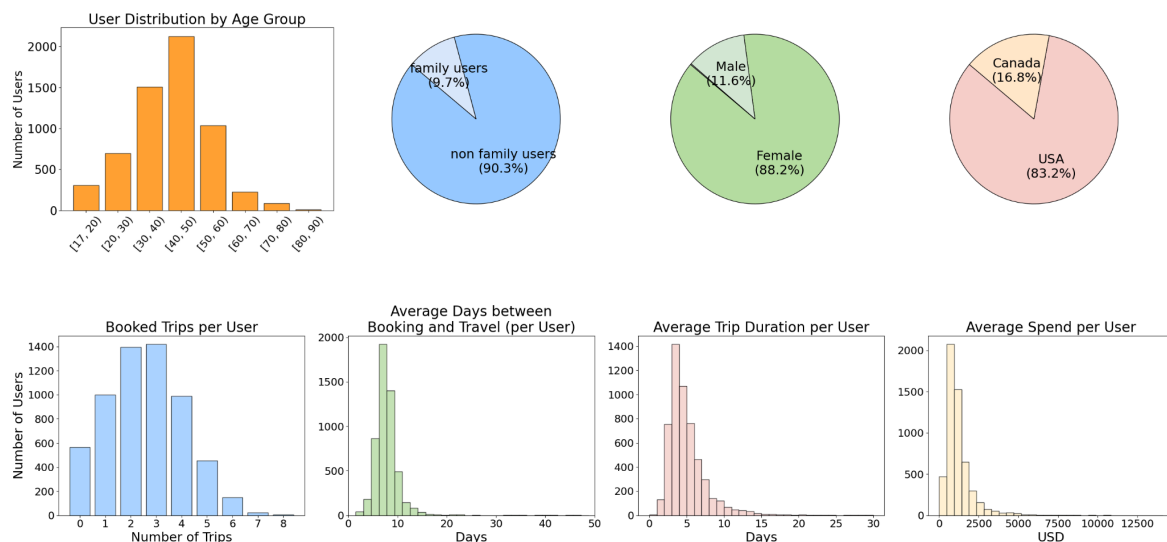 User Distribution by Age Group
Number of Users
2000
1500
1000
500
0
[17, 20)
[20, 30)
[30, 40)
[40, 50)
[50, 60)
[60, 70)
[70, 80)
[80, 90)
family users
(9.7%)
non family users
(90.3%)
Male
(11.6%)
Female
(88.2%)
Canada
(16.8%)
USA
(83.2%)
Booked Trips per User
Number of Users
1400
1200
1000
800
600
400
200
0
0 1 2 3 4 5 6 7 8
Number of Trips
Average Days between
Booking and Travel (per User)
2000
1500
1000
500
0
0 10 20 30 40 50
Days
Average Trip Duration per User
1400
1200
1000
800
600
400
200
0
0 5 10 15 20 25 30
Days
Average Spend per User
2000
1500
1000
500
0
0 2500 5000 7500 10000 12500
USD